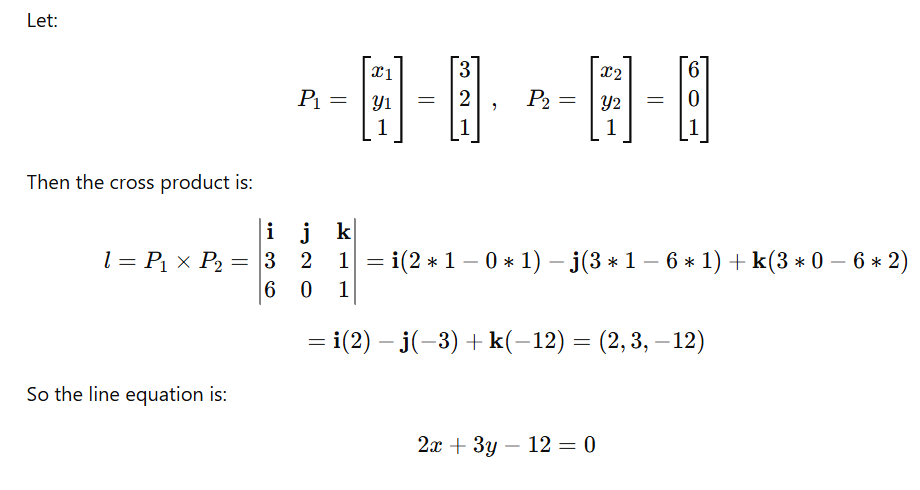 Let:
P₁ = [x₁ y₁ 1] = [3 2 1], P₂ = [x₂ y₂ 1] = [6 0 1]
Then the cross product is:
l = P₁ × P₂ = |i j k 3 2 1 6 0 1| = i(2 * 1 − 0 * 1) − j(3 * 1 − 6 * 1) + k(3 * 0 − 6 * 2)
= i(2) − j(−3) + k(−12) = (2, 3, −12)
So the line equation is:
2x + 3y − 12 = 0